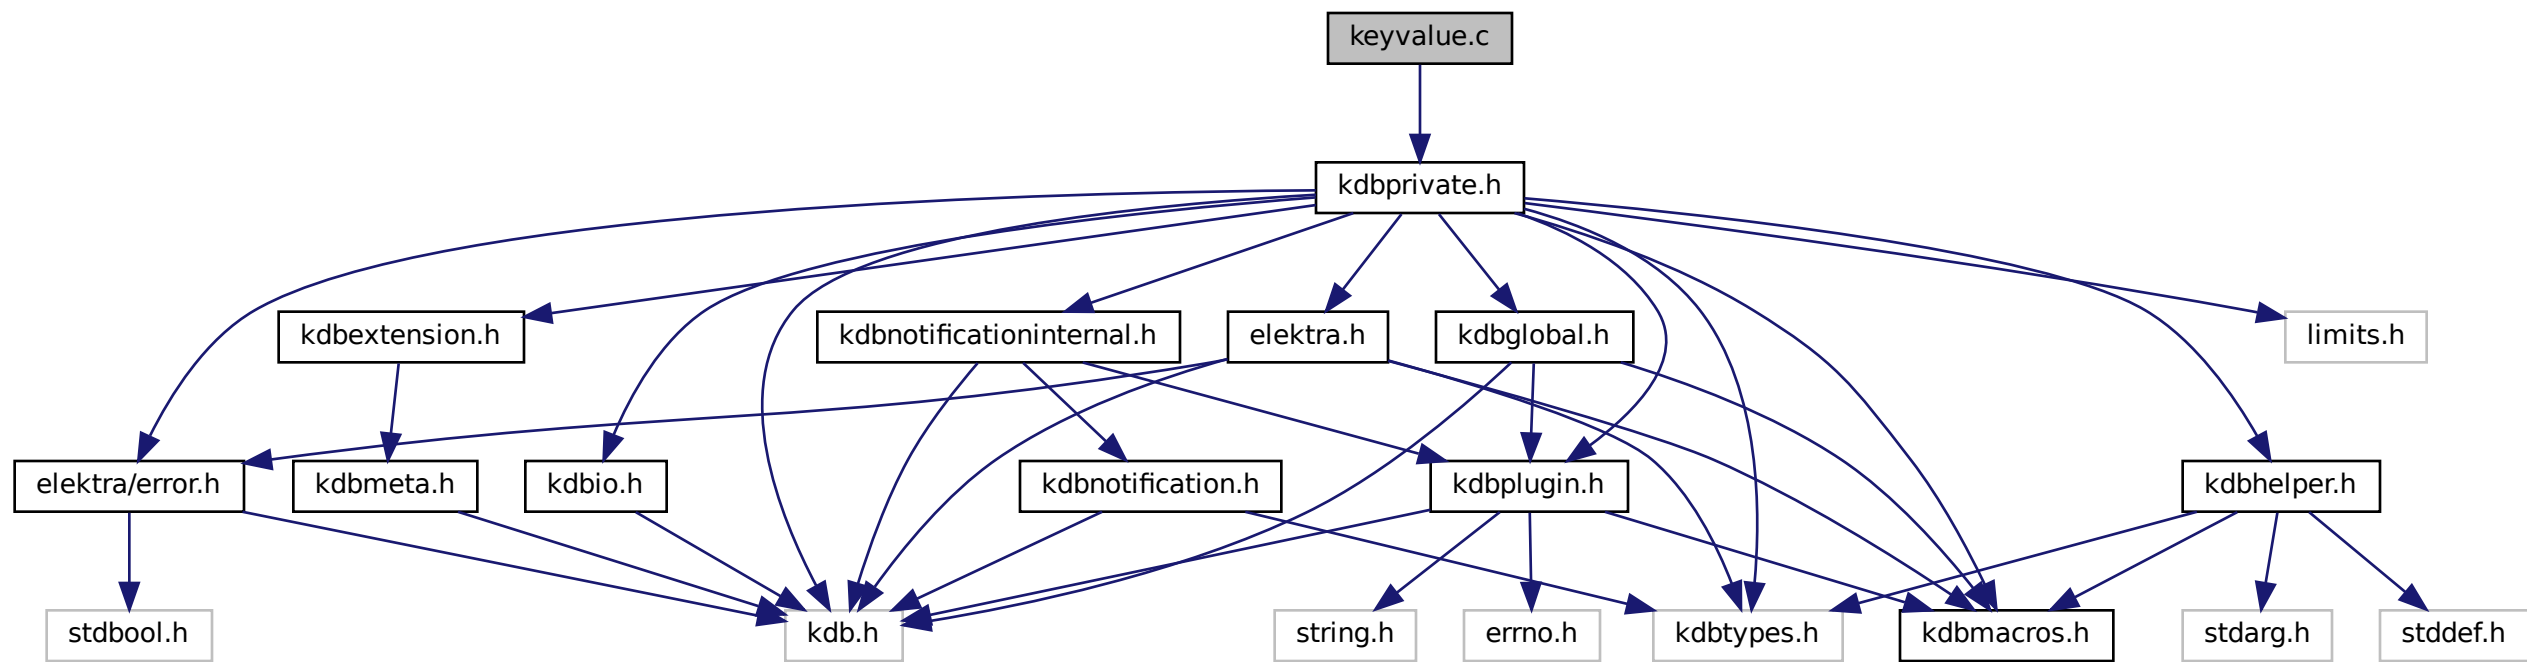 keyvalue.c
kdbprivate.h
kdbextension.h
kdbnotificationinternal.h
elektra.h
kdbglobal.h
limits.h
elektra/error.h
kdbmeta.h
kdbio.h
kdbnotification.h
kdbplugin.h
kdbhelper.h
stdbool.h
kdb.h
string.h
errno.h
kdbtypes.h
kdbmacros.h
stdarg.h
stddef.h